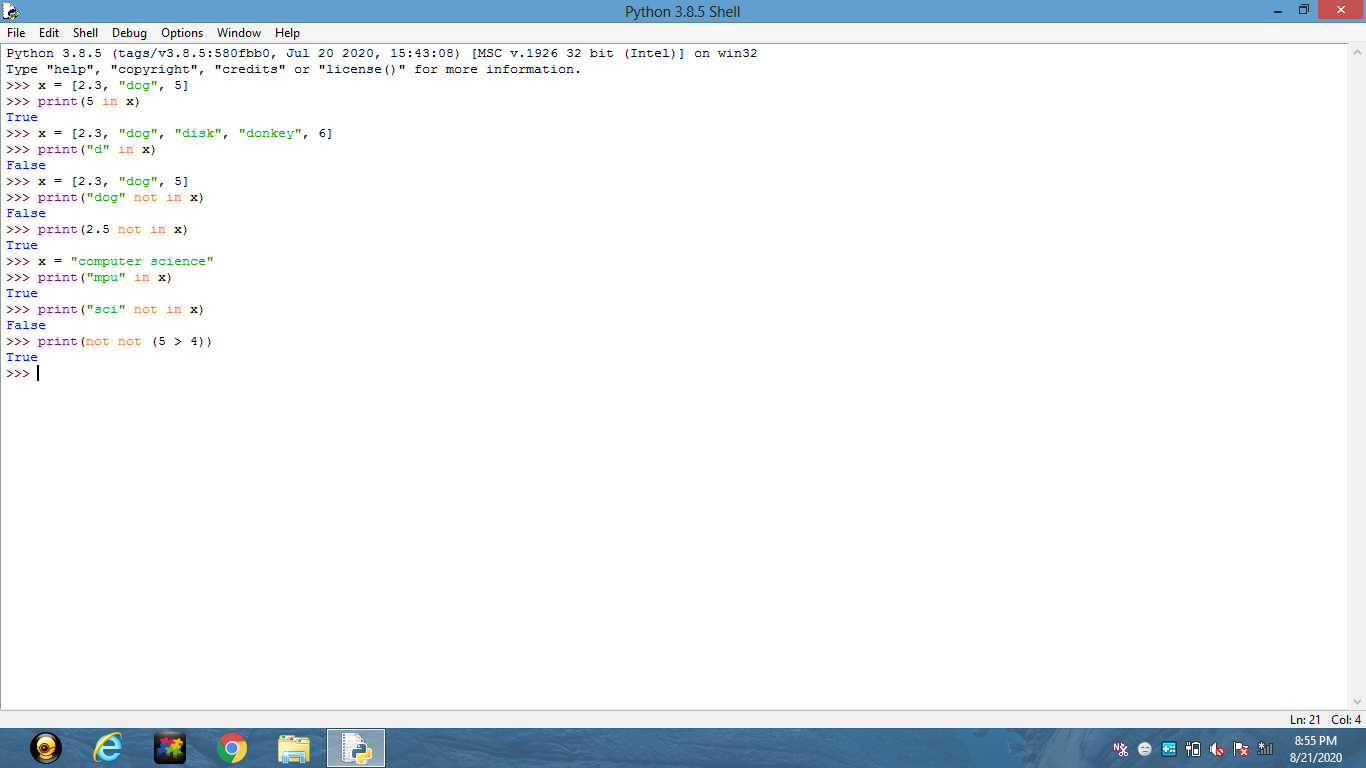 Python 3.8.5 Shell
File Edit Shell Debug Options Window Help
Python 3.8.5 (tags/v3.8.5:580fbb0, Jul 20 2020, 15:43:08) [MSC v.1926 32 bit (Intel)] on win32
Type "help", "copyright", "credits" or "license()" for more information.
>>> x = [2.3, "dog", 5]
>>> print(5 in x)
True
>>> x = [2.3, "dog", "disk", "donkey", 6]
>>> print("d" in x)
False
>>> x = [2.3, "dog", 5]
>>> print("dog" not in x)
False
>>> print(2.5 not in x)
True
>>> x = "computer science"
>>> print("mpu" in x)
True
>>> print("sci" not in x)
False
>>> print(not not (5 > 4))
True
>>>
Ln: 21 Col: 4
8:55 PM
8/21/2020